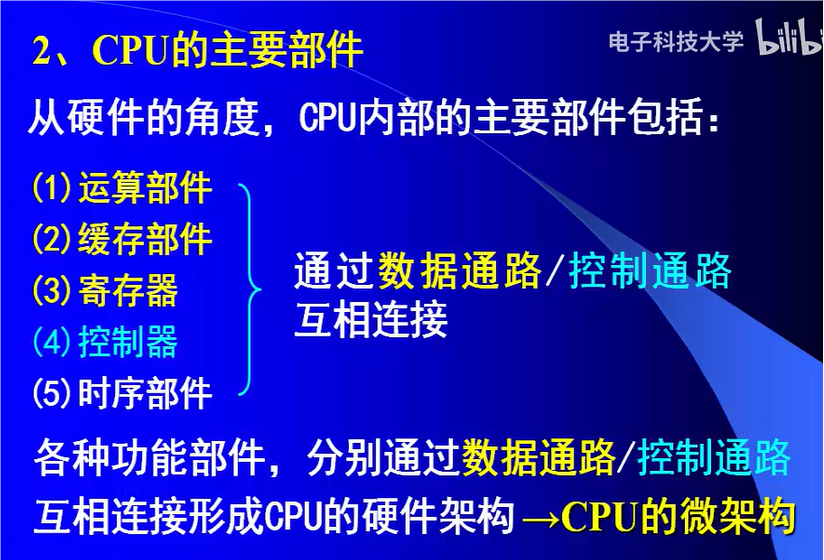 2、CPU的主要部件
电子科技大学 bilibi
从硬件的角度，CPU内部的主要部件包括：
(1)运算部件
(2)缓存部件
(3)寄存器
(4)控制器
(5)时序部件
通过数据通路/控制通路
互相连接
各种功能部件，分别通过数据通路/控制通路
互相连接形成CPU的硬件架构→CPU的微架构